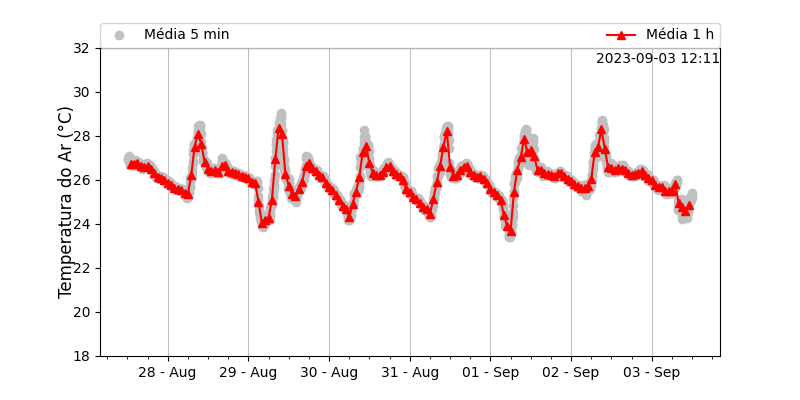 Média 5 min
Média 1 h
2023-09-03 12:11
Temperatura do Ar (°C)
32
30
28
26
24
22
20
18
28 - Aug
29 - Aug
30 - Aug
31 - Aug
01 - Sep
02 - Sep
03 - Sep